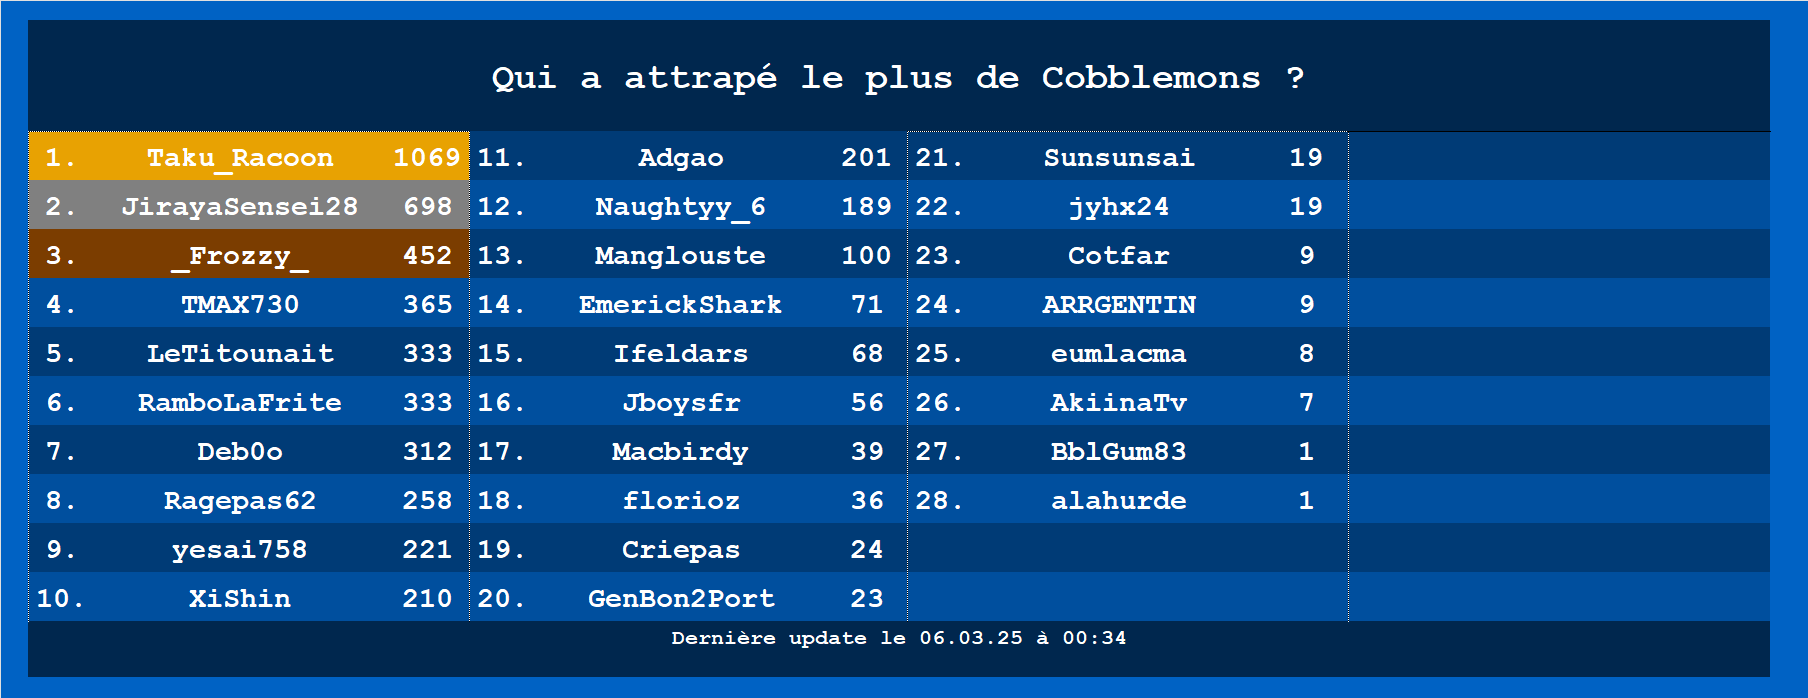 Qui a attrapé le plus de Cobblemons ?
1. Taku_Racoon 1069
2. JirayaSensei28 698
3. _Frozzy_ 452
4. TMAX730 365
5. LeTitounait 333
6. RamboLaFrite 333
7. Deb0o 312
8. Ragepas62 258
9. yesai758 221
10. XiShin 210
11. Adgao 201
12. Naughtyy_6 189
13. Manglouste 100
14. EmerickShark 71
15. Ifeldars 68
16. Jboysfr 56
17. Macbirdy 39
18. florioz 36
19. Criepas 24
20. GenBon2Port 23
21. Sunsunsai 19
22. jyhx24 19
23. Cotfar 9
24. ARRGENTIN 9
25. eumlacma 8
26. AkiinaTv 7
27. BblGum83 1
28. alahurde 1
Dernière update le 06.03.25 à 00:34